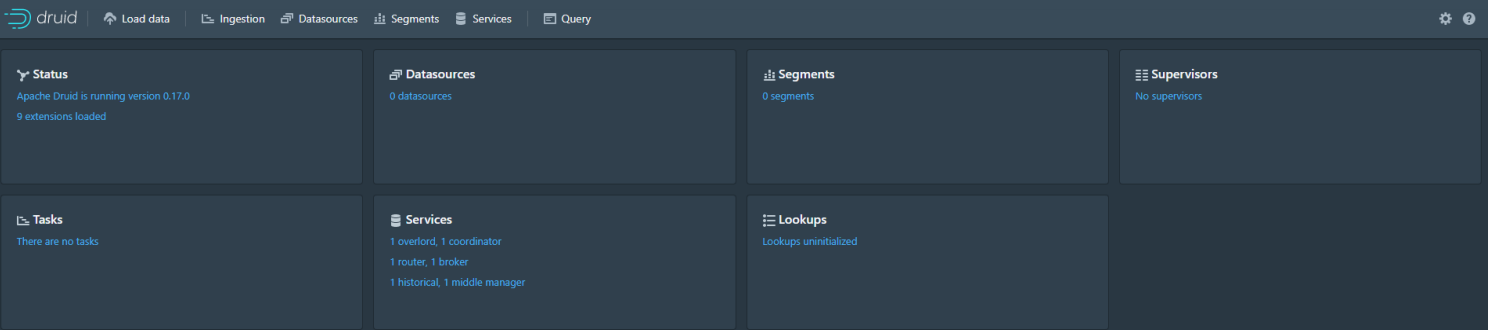 druid Load data Ingestion Datasources Segments Services Query
Status
Apache Druid is running version 0.17.0
9 extensions loaded
Datasources
0 datasources
Segments
0 segments
Supervisors
No supervisors
Tasks
There are no tasks
Services
1 overlord, 1 coordinator
1 router, 1 broker
1 historical, 1 middle manager
Lookups
Lookups uninitialized